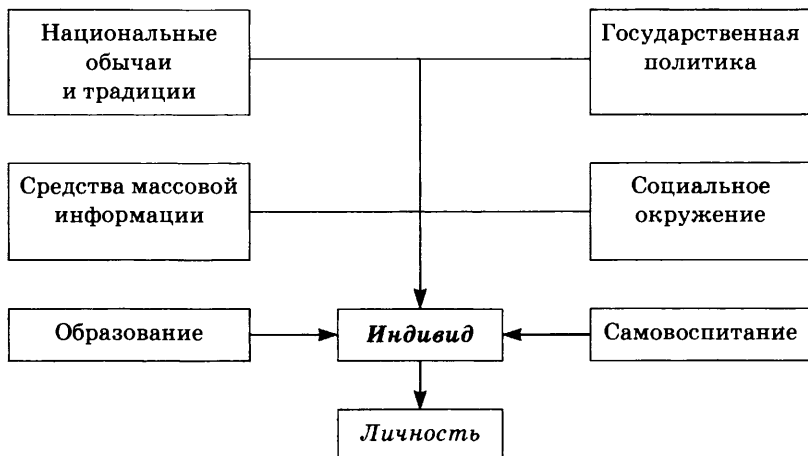 Национальные
обычаи
и традиции
Государственная
политика
Средства массовой
информации
Социальное
окружение
Образование
Индивид
Самовоспитание
Личность